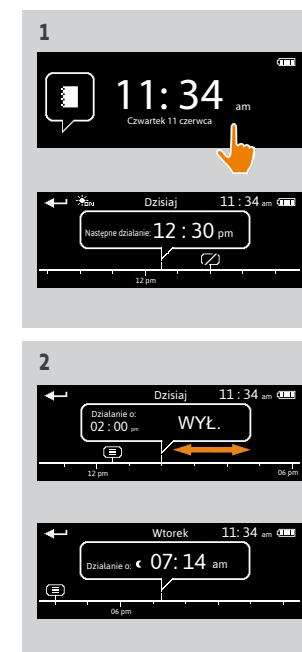 1
11: 34 am
Czwartek 11 czerwca
ON Dzisiaj 11 : 34 am
Następne działanie: 12 : 30 pm
12 pm
2
Dzisiaj 11 : 34 am
Działanie o:
02 : 00 pm WYŁ.
12 pm 06 pm
Wtorek 11: 34 am
Działanie o: 07: 14 am
06 pm